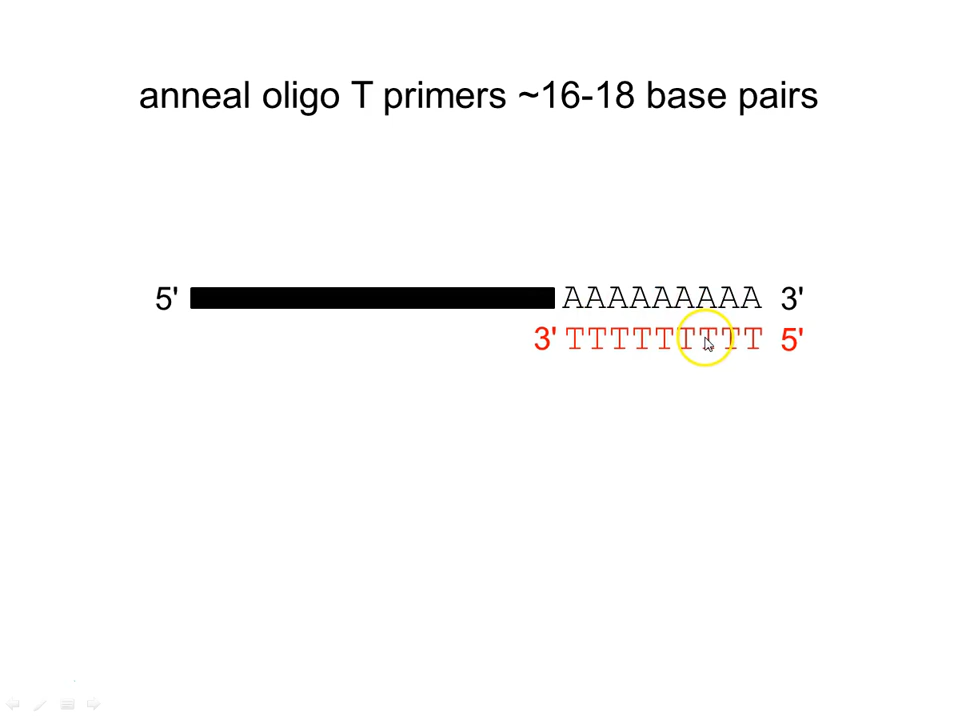 anneal oligo T primers ~16-18 base pairs
5' AAAAAAAAA 3'
3' TTTTTTTTT 5'